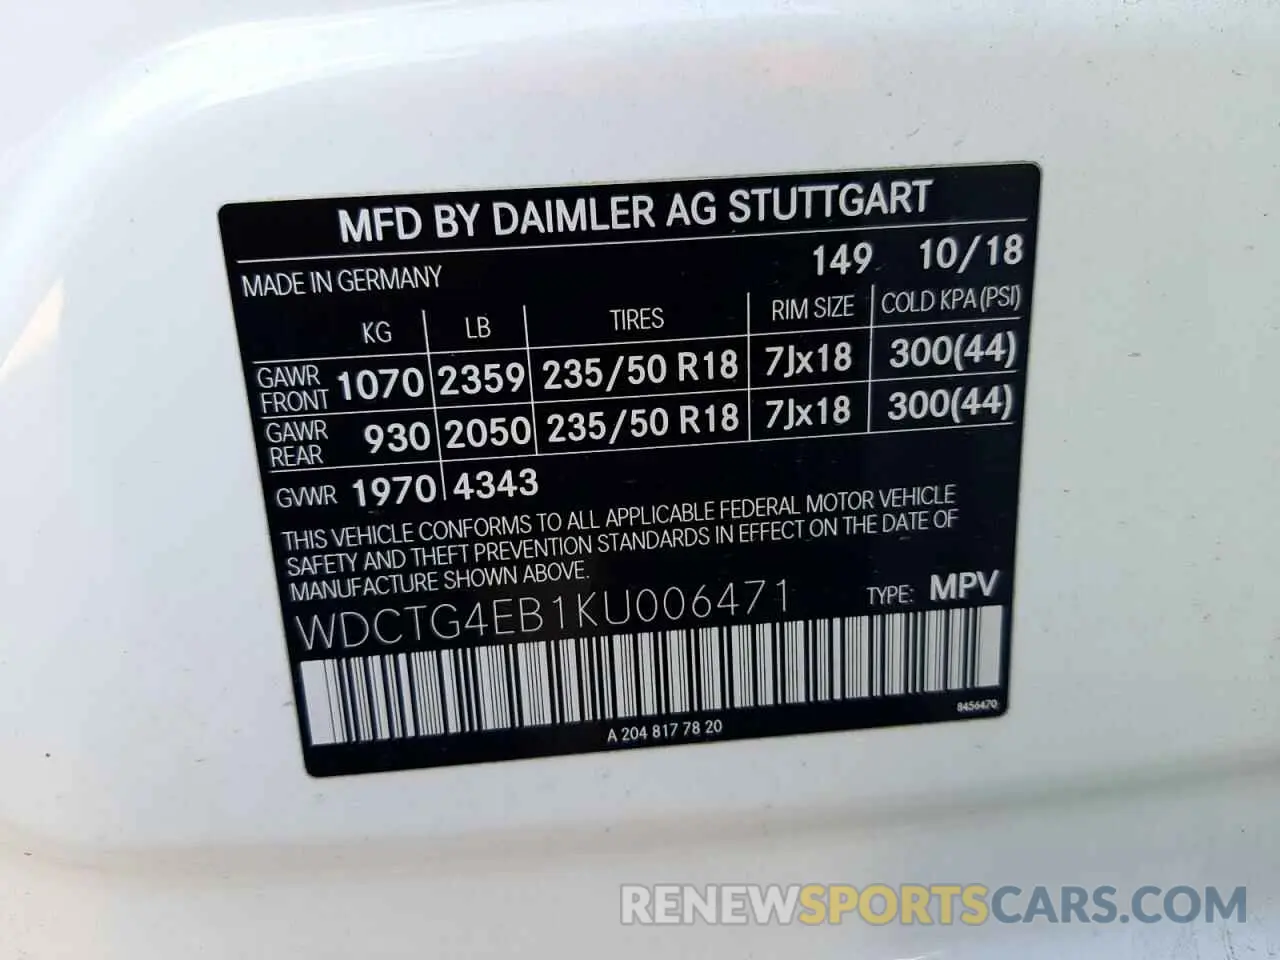 MFD BY DAIMLER AG STUTTGART
MADE IN GERMANY 149 10/18
KG LB TIRES RIM SIZE COLD KPA (PSI)
GAWR FRONT 1070 2359 235/50 R18 7Jx18 300(44)
GAWR REAR 930 2050 235/50 R18 7Jx18 300(44)
GVWR 1970 4343
THIS VEHICLE CONFORMS TO ALL APPLICABLE FEDERAL MOTOR VEHICLE
SAFETY AND THEFT PREVENTION STANDARDS IN EFFECT ON THE DATE OF
MANUFACTURE SHOWN ABOVE.
WDCTG4EB1KU006471 TYPE: MPV
A 204 817 78 20 8456470
RENEWSPORTSCARS.COM